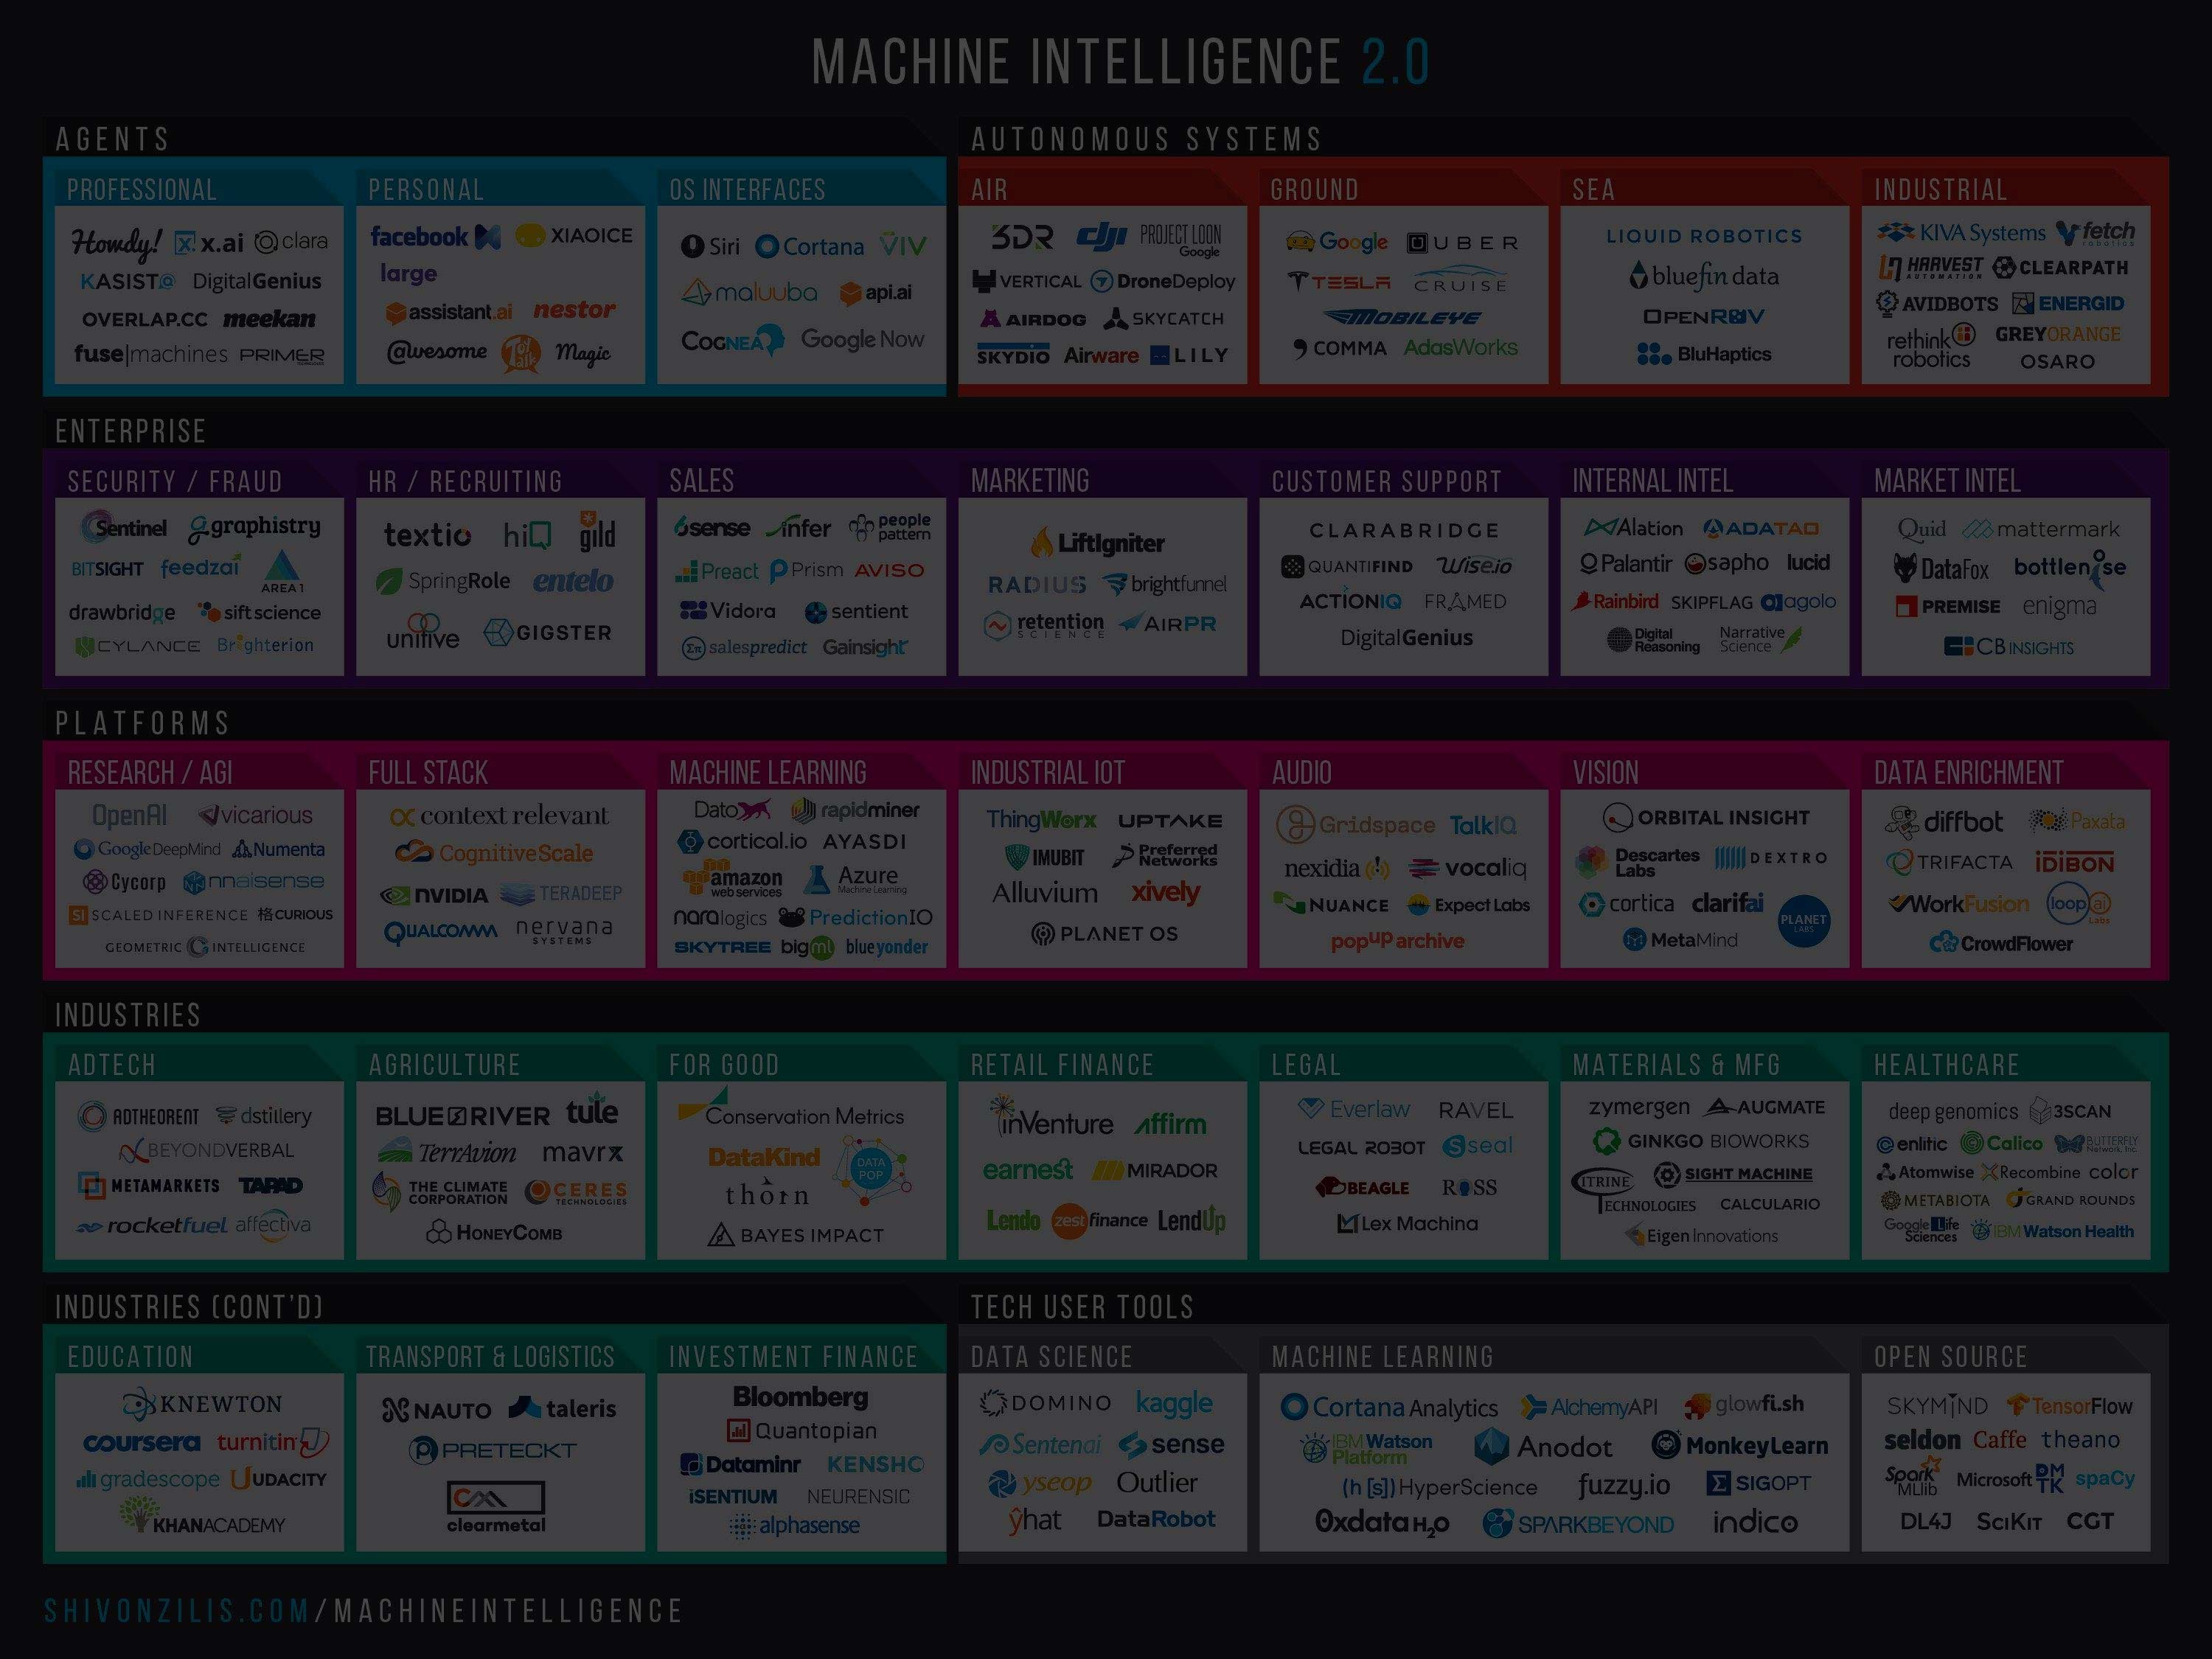 MACHINE INTELLIGENCE 2.0
AGENTS
PROFESSIONAL
Howdy! x.ai clara
KASIST@ DigitalGenius
OVERLAP.CC meekan
fuse|machines PRIMER
PERSONAL
facebook M XIAOICE
large
assistant.ai nestor
@wesome Magic
OS INTERFACES
Siri Cortana VIV
maluuba api.ai
COGNEA Google Now
AUTONOMOUS SYSTEMS
AIR
3DR dji PROJECT LOON
Google
VERTICAL DroneDeploy
AIRDOG SKYCATCH
SKYDIO Airware LILY
GROUND
Google UBER
TESLA CRUISE
MOBILEYE
COMMA AdasWorks
SEA
LIQUID ROBOTICS
bluefin data
OPENROV
BluHaptics
INDUSTRIAL
KIVA Systems fetch
robotics
HARVEST AUTOMATION CLEARPATH
AVIDBOTS ENERGID
rethink robotics GREYORANGE
OSARO
ENTERPRISE
SECURITY / FRAUD
Sentinel graphistry
BITSIGHT feedzai AREA 1
drawbridge sift science
CYLANCE Brighterion
HR / RECRUITING
textio hiQ gild
SpringRole entelo
unitive GIGSTER
SALES
6sense infer people pattern
Preact Prism AVISO
Vidora sentient
Σπ salespredict Gainsight
MARKETING
LiftIgniter
RADIUS brightfunnel
retention SCIENCE AIRPR
CUSTOMER SUPPORT
CLARABRIDGE
QUANTIFIND Wise.io
ACTIONIQ FRAMED
DigitalGenius
INTERNAL INTEL
Alation ADATAO
Palantir sapho lucid
Rainbird SKIPFLAG agolo
Digital Reasoning Narrative Science
MARKET INTEL
Quid mattermark
DataFox bottlenose
PREMISE enigma
CB INSIGHTS
PLATFORMS
RESEARCH / AGI
OpenAI vicarious
Google DeepMind Numenta
Cycorp nnaisense
SI SCALED INFERENCE 格CURIOUS
GEOMETRIC INTELLIGENCE
FULL STACK
context relevant
CognitiveScale
NVIDIA TERADEEP
QUALCOMM nervana SYSTEMS
MACHINE LEARNING
Dato rapidminer
cortical.io AYASDI
amazon web services Azure Machine Learning
naralogics PredictionIO
SKYTREE bigml blueyonder
INDUSTRIAL IOT
ThingWorx UPTAKE
IMUBIT Preferred Networks
Alluvium xively
PLANET OS
AUDIO
Gridspace TalkIQ
nexidia vocaliq
NUANCE Expect Labs
popuparchive
VISION
ORBITAL INSIGHT
Descartes Labs DEXTRO
cortica clarifai PLANET LABS
MetaMind
DATA ENRICHMENT
diffbot Paxata
TRIFACTA iDiBON
WorkFusion loop ai Labs
CrowdFlower
INDUSTRIES
ADTECH
ADTHEORENT dstillery
BEYONDVERBAL
METAMARKETS TAPAD
rocketfuel affectiva
AGRICULTURE
BLUE RIVER tule
TerrAvion mavrx
THE CLIMATE CORPORATION CERES TECHNOLOGIES
HONEYCOMB
FOR GOOD
Conservation Metrics
DataKind DATA POP
thorn
BAYES IMPACT
RETAIL FINANCE
inVenture affirm
earnest MIRADOR
Lendo zestfinance LendUp
LEGAL
Everlaw RAVEL
LEGAL ROBOT seal
BEAGLE ROSS
Lex Machina
MATERIALS & MFG
zymergen AUGMATE
GINKGO BIOWORKS
CITRINE TECHNOLOGIES SIGHT MACHINE
CALCULARIO
Eigen Innovations
HEALTHCARE
deep genomics 3SCAN
enlitic Calico BUTTERFLY Network, Inc.
Atomwise Recombine color
METABIOTA GRAND ROUNDS
Google Life Sciences IBM Watson Health
INDUSTRIES (CONT'D)
EDUCATION
KNEWTON
coursera turnitin
gradescope UDACITY
KHANACADEMY
TRANSPORT & LOGISTICS
NAUTO taleris
PRETECKT
clearmetal
INVESTMENT FINANCE
Bloomberg
Quantopian
Dataminr KENSHO
iSENTIUM NEURENSIC
alphasense
TECH USER TOOLS
DATA SCIENCE
DOMINO kaggle
Sentenai sense
yseop Outlier
ŷhat DataRobot
MACHINE LEARNING
Cortana Analytics AlchemyAPI glowfi.sh
IBM Watson Platform Anodot MonkeyLearn
(h[s]) HyperScience fuzzy.io Σ SIGOPT
0xdata H2O SPARKBEYOND indico
OPEN SOURCE
SKYMIND TensorFlow
seldon Caffe theano
Spark MLlib Microsoft DMTK spaCy
DL4J SCIKIT CGT
SHIVONZILIS.COM/MACHINEINTELLIGENCE